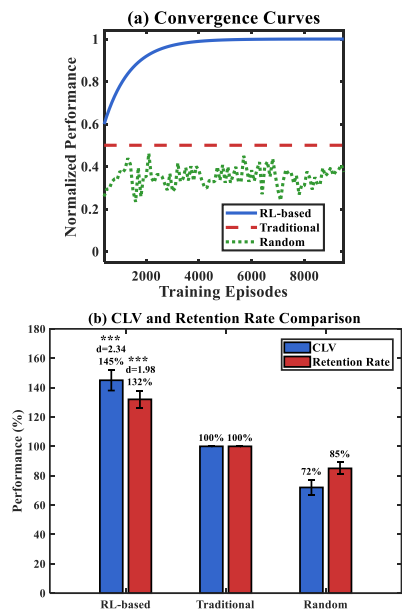 (a) Convergence Curves
Normalized Performance
1
0.8
0.6
0.4
0.2
0
RL-based
Traditional
Random
2000 4000 6000 8000
Training Episodes
(b) CLV and Retention Rate Comparison
Performance (%)
180
160
140
120
100
80
60
40
20
0
CLV
Retention Rate
***
d=2.34
145%
***
d=1.98
132%
100% 100%
72%
85%
RL-based Traditional Random